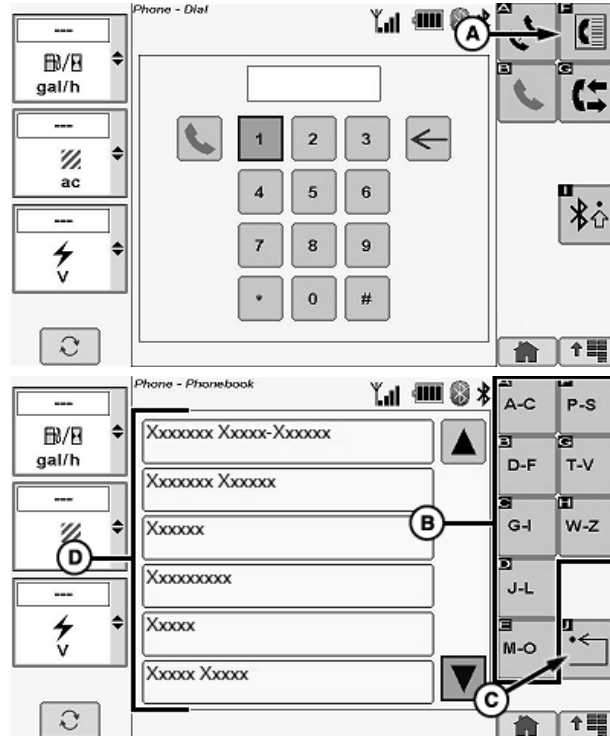 Phone - Dial
---
gal/h
---
ac
---
V
1 2 3
4 5 6
7 8 9
* 0 #
A
A F
B G
I
Phone - Phonebook
---
gal/h
---
---
V
Xxxxxxx Xxxxx-Xxxxxx
Xxxxxxx Xxxxxx
Xxxxxx
Xxxxxxxxx
Xxxxx
Xxxxx Xxxxx
A-C P-S
B G
D-F T-V
C H
G-I W-Z
D
J-L
E J
M-O
B
D
C